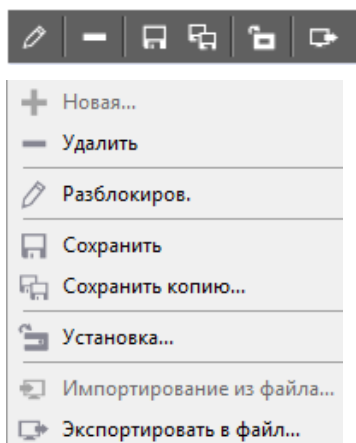 Новая...
Удалить
Разблокиров.
Сохранить
Сохранить копию...
Установка...
Импортирование из файла...
Экспортировать в файл...